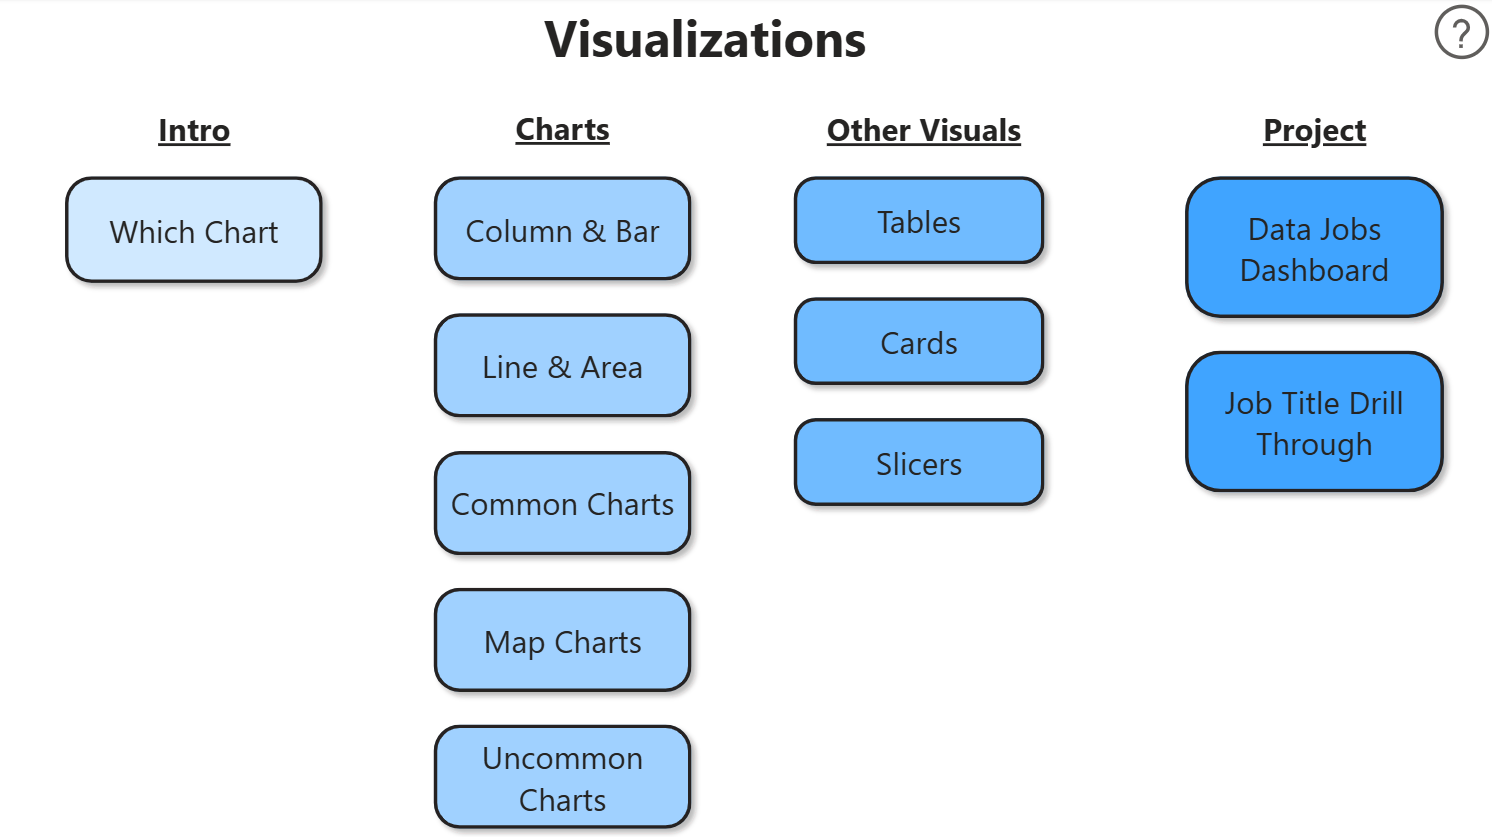 Visualizations
?
Intro
Which Chart
Charts
Column & Bar
Line & Area
Common Charts
Map Charts
Uncommon
Charts
Other Visuals
Tables
Cards
Slicers
Project
Data Jobs
Dashboard
Job Title Drill
Through